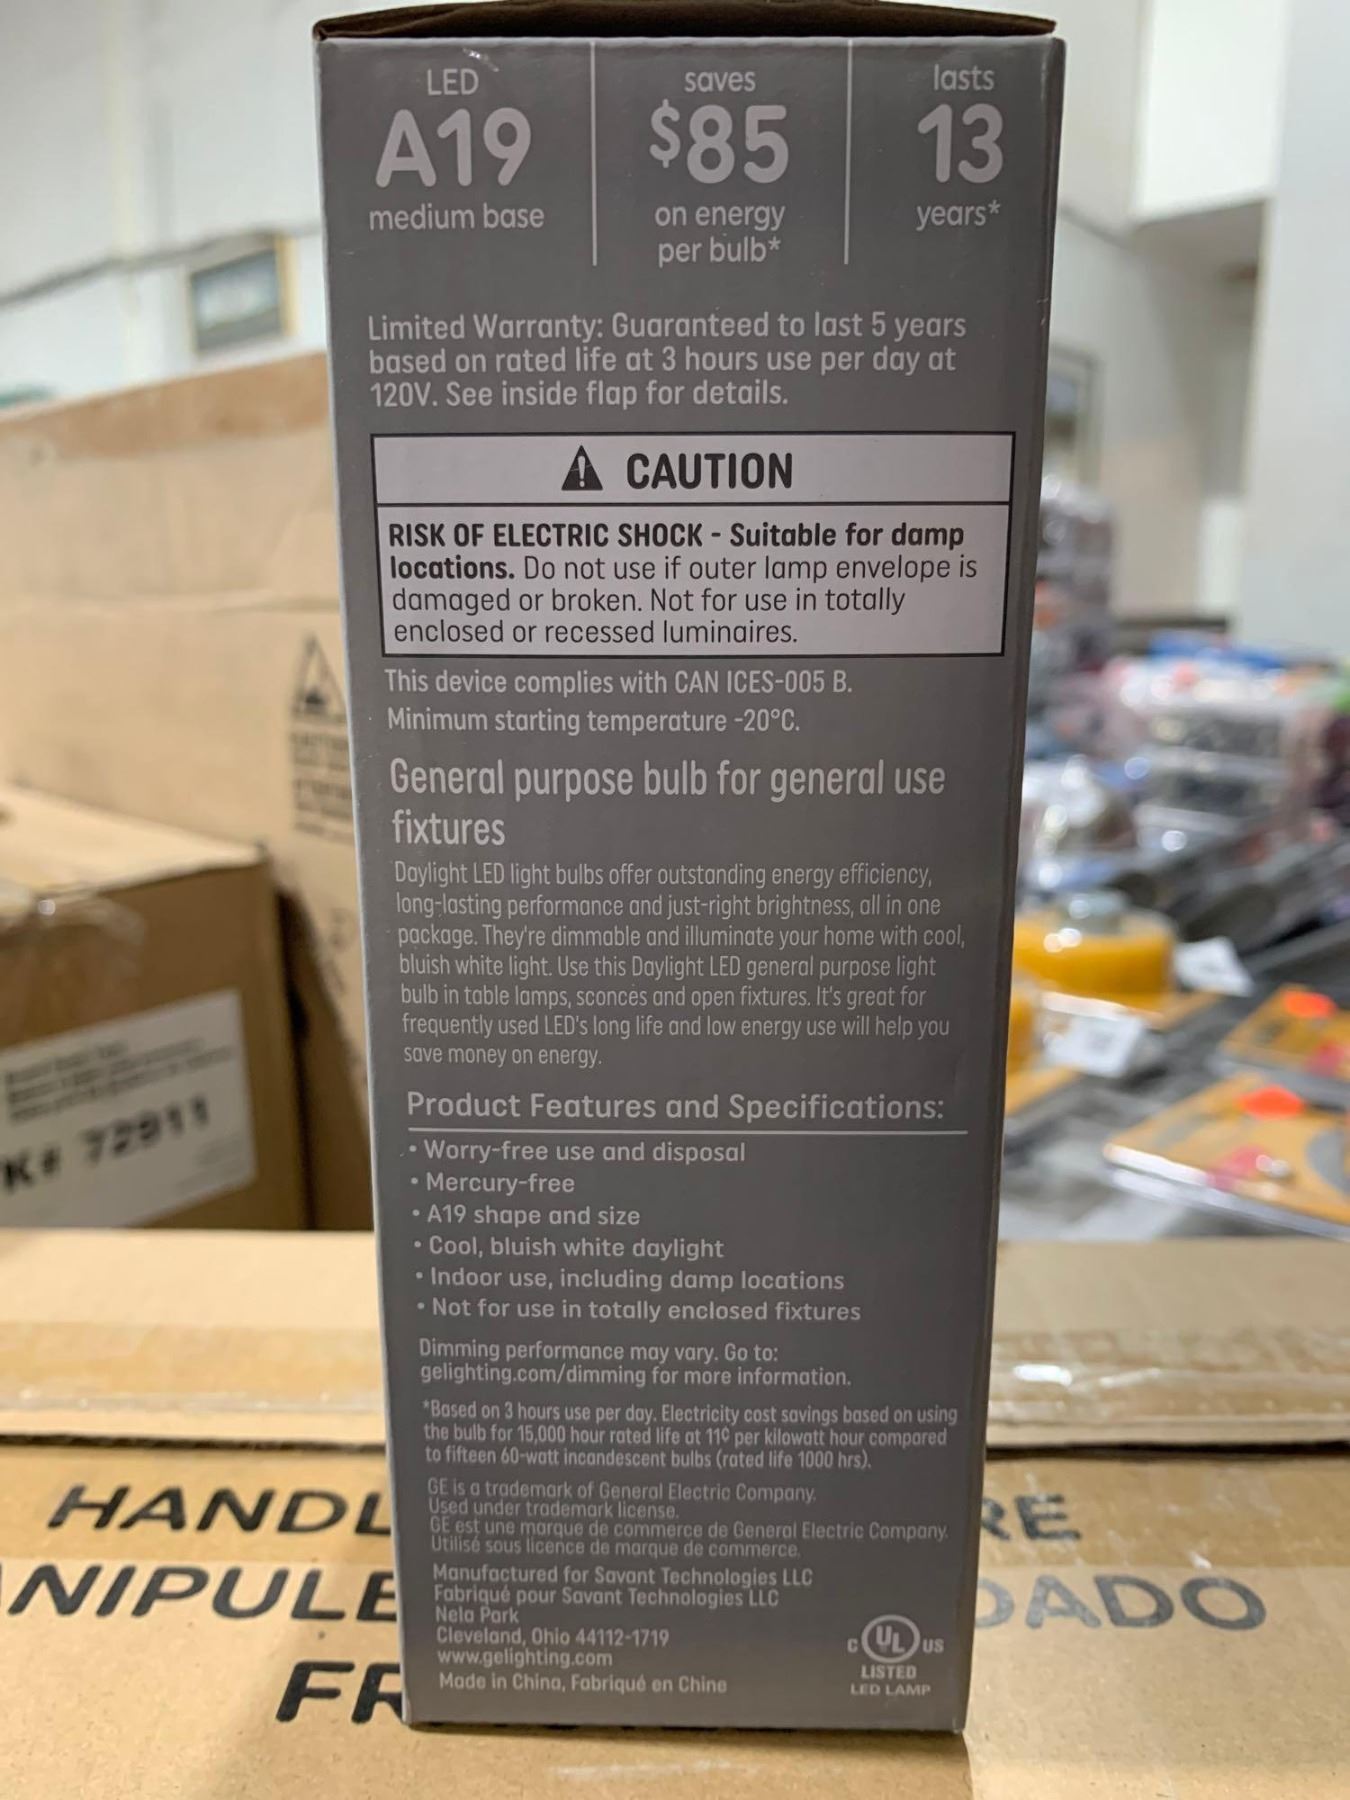 LED
A19
medium base
saves
$85
on energy
per bulb*
lasts
13
years*
Limited Warranty: Guaranteed to last 5 years
based on rated life at 3 hours use per day at
120V. See inside flap for details.
CAUTION
RISK OF ELECTRIC SHOCK - Suitable for damp
locations. Do not use if outer lamp envelope is
damaged or broken. Not for use in totally
enclosed or recessed luminaires.
This device complies with CAN ICES-005 B.
Minimum starting temperature -20°C.
General purpose bulb for general use
fixtures
Daylight LED light bulbs offer outstanding energy efficiency,
long-lasting performance and just-right brightness, all in one
package. They're dimmable and illuminate your home with cool,
bluish white light. Use this Daylight LED general purpose light
bulb in table lamps, sconces and open fixtures. It's great for
frequently used LED's long life and low energy use will help you
save money on energy.
Product Features and Specifications:
• Worry-free use and disposal
• Mercury-free
• A19 shape and size
• Cool, bluish white daylight
• Indoor use, including damp locations
• Not for use in totally enclosed fixtures
Dimming performance may vary. Go to:
gelighting.com/dimming for more information.
*Based on 3 hours use per day. Electricity cost savings based on using
the bulb for 15,000 hour rated life at 11¢ per kilowatt hour compared
to fifteen 60-watt incandescent bulbs (rated life 1000 hrs).
GE is a trademark of General Electric Company.
Used under trademark license.
GE est une marque de commerce de General Electric Company.
Utilisé sous licence de marque de commerce.
Manufactured for Savant Technologies LLC
Fabriqué pour Savant Technologies LLC
Nela Park
Cleveland, Ohio 44112-1719
www.gelighting.com
Made in China, Fabriqué en Chine
C UL US
LISTED
LED LAMP
K# 72911
HANDL RE
NIPULE DADO
FR